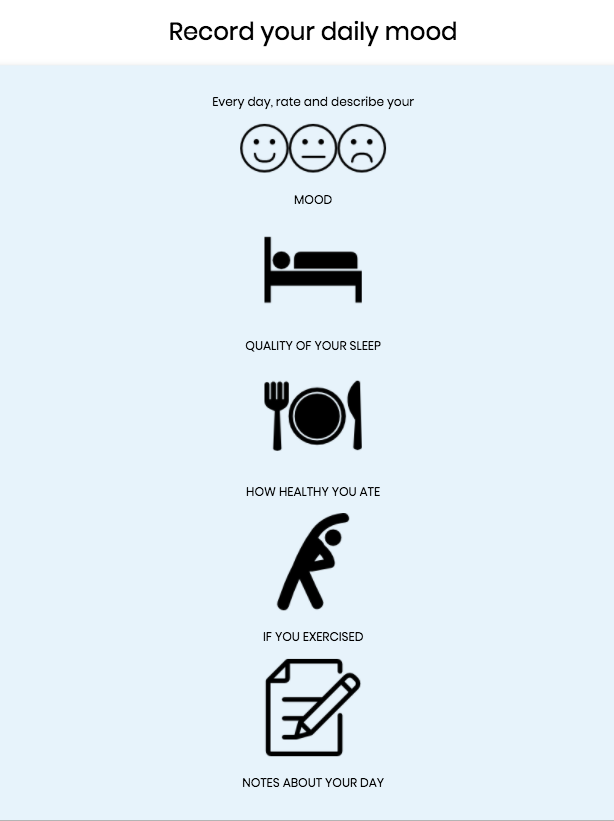 Record your daily mood
Every day, rate and describe your
MOOD
QUALITY OF YOUR SLEEP
HOW HEALTHY YOU ATE
IF YOU EXERCISED
NOTES ABOUT YOUR DAY